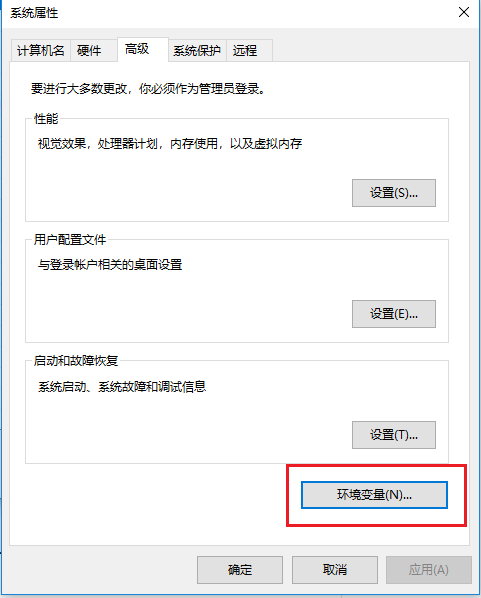 系统属性
计算机名 硬件 高级 系统保护 远程
要进行大多数更改，你必须作为管理员登录。
性能
视觉效果，处理器计划，内存使用，以及虚拟内存
设置(S)...
用户配置文件
与登录帐户相关的桌面设置
设置(E)...
启动和故障恢复
系统启动、系统故障和调试信息
设置(T)...
环境变量(N)...
确定 取消 应用(A)